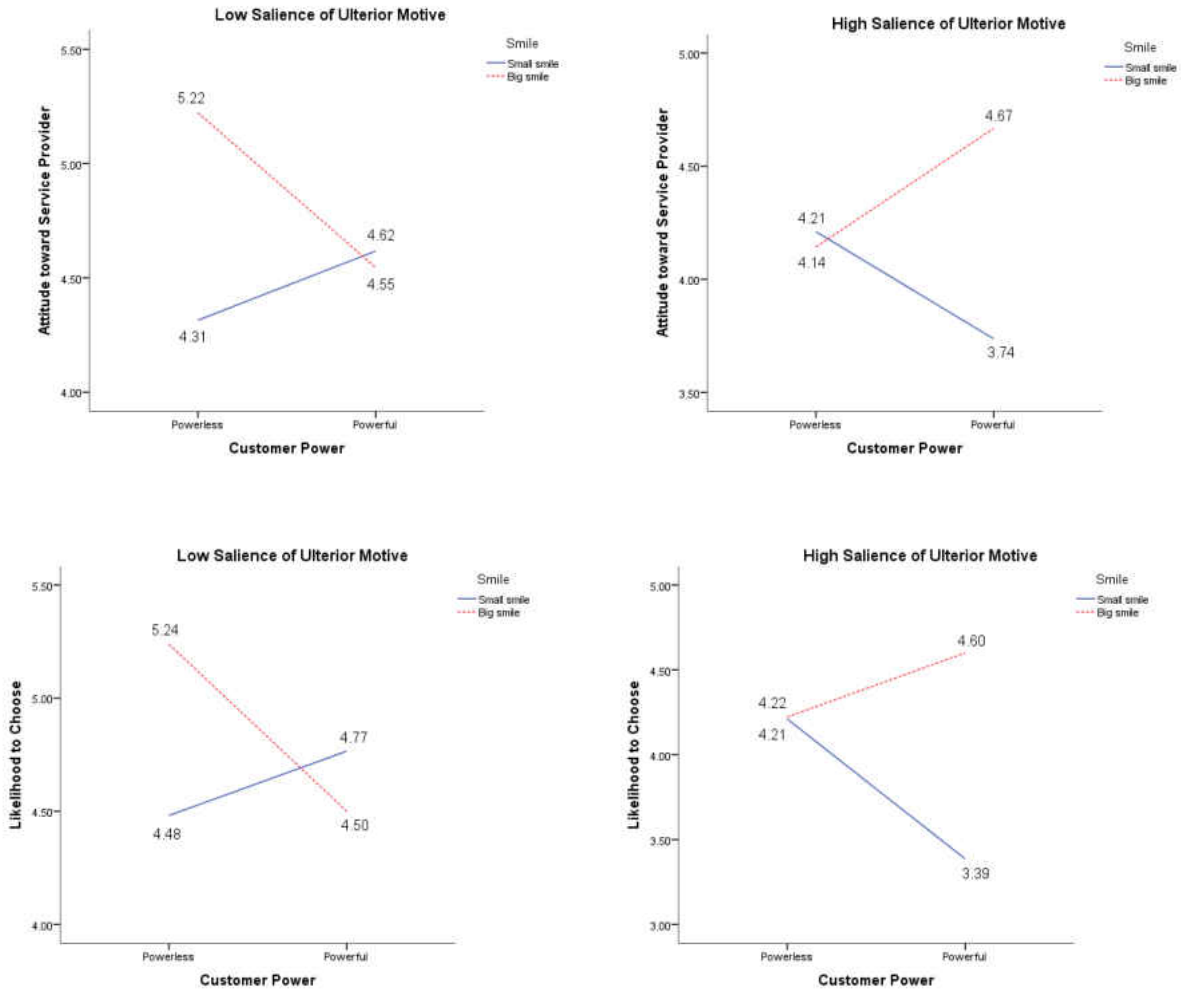 Low Salience of Ulterior Motive
Smile
Small smile
Big smile
5.50
5.00
4.50
4.00
Attitude toward Service Provider
5.22
4.31
4.62
4.55
Powerless
Powerful
Customer Power
High Salience of Ulterior Motive
Smile
Small smile
Big smile
5.00
4.50
4.00
3.50
Attitude toward Service Provider
4.21
4.14
4.67
3.74
Powerless
Powerful
Customer Power
Low Salience of Ulterior Motive
Smile
Small smile
Big smile
5.50
5.00
4.50
4.00
Likelihood to Choose
5.24
4.48
4.77
4.50
Powerless
Powerful
Customer Power
High Salience of Ulterior Motive
Smile
Small smile
Big smile
5.00
4.50
4.00
3.50
3.00
Likelihood to Choose
4.22
4.21
4.60
3.39
Powerless
Powerful
Customer Power